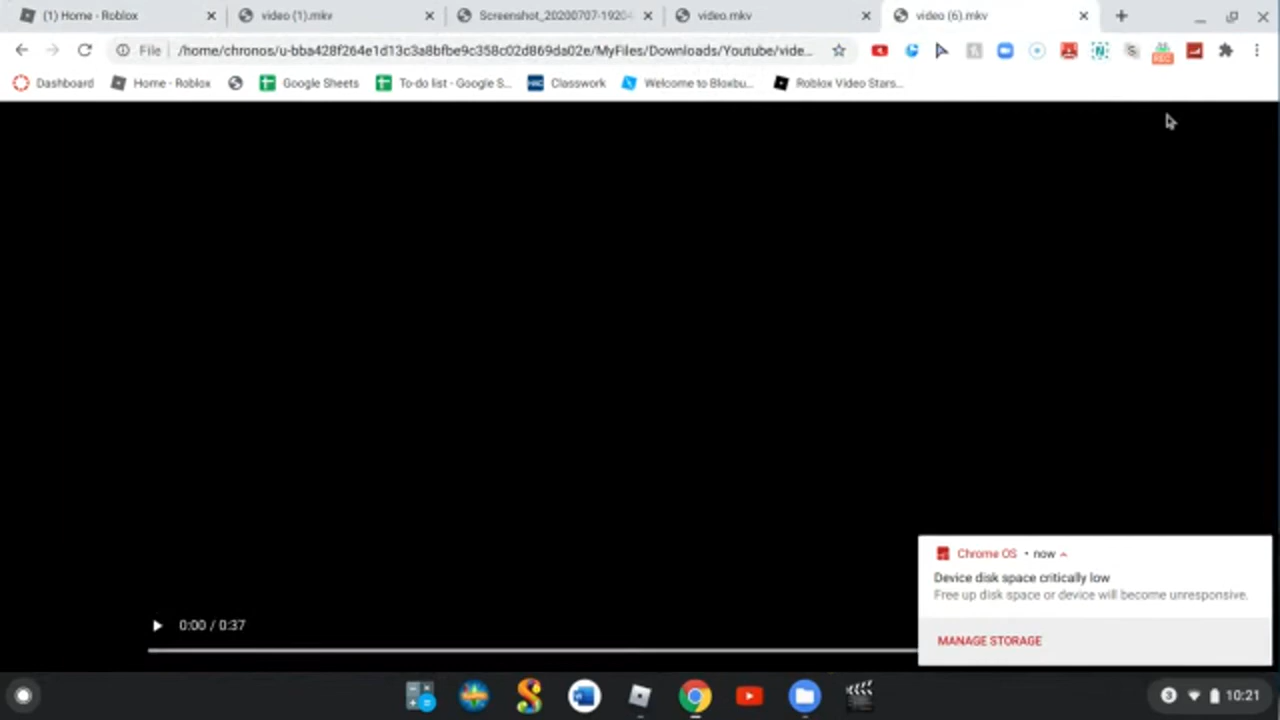 (1) Home - Roblox
video (1).mkv
Screenshot_20200707-1920
video.mkv
video (6).mkv
File
/home/chronos/u-bba428f264e1d13c3a8bfbe9c358c02d869da02e/MyFiles/Downloads/Youtube/vide...
REC
Dashboard
Home - Roblox
Google Sheets
To-do list - Google S...
Classwork
Welcome to Bloxbu...
Roblox Video Stars...
Chrome OS • now
Device disk space critically low
Free up disk space or device will become unresponsive.
MANAGE STORAGE
0:00 / 0:37
3
10:21